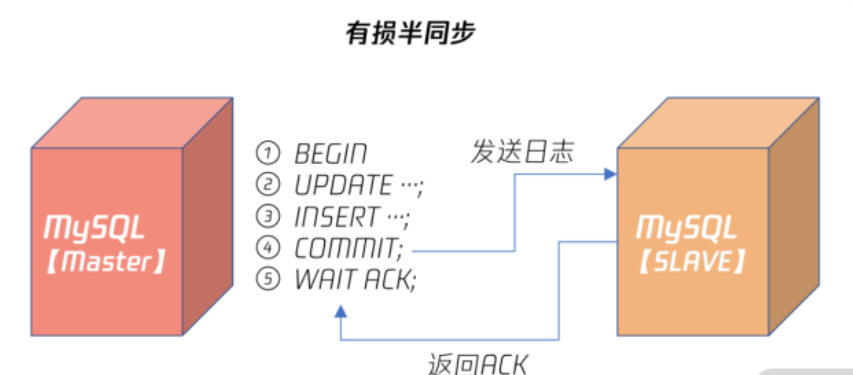 有损半同步
MySQL
【Master】
① BEGIN
② UPDATE ···;
③ INSERT ···;
④ COMMIT;
⑤ WAIT ACK;
发送日志
MySQL
【SLAVE】
返回ACK